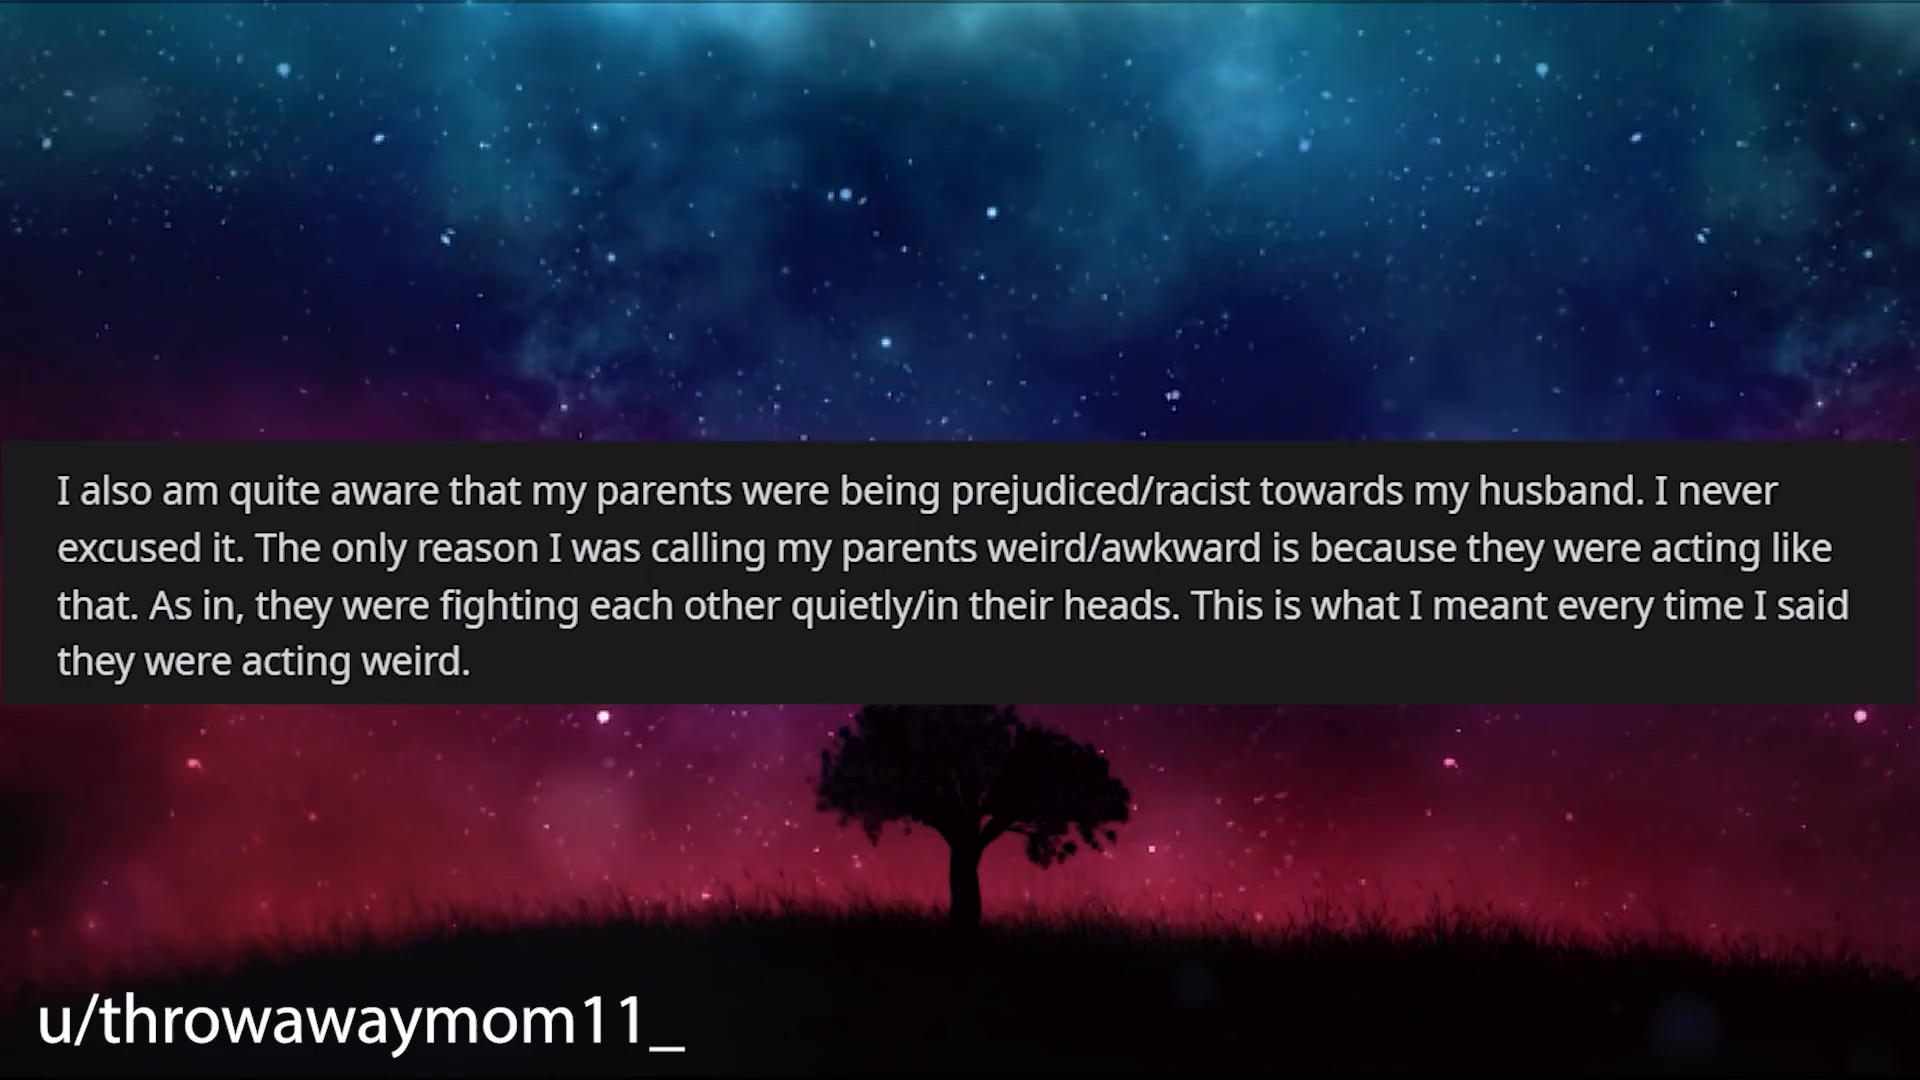 I also am quite aware that my parents were being prejudiced/racist towards my husband. I never
excused it. The only reason I was calling my parents weird/awkward is because they were acting like
that. As in, they were fighting each other quietly/in their heads. This is what I meant every time I said
they were acting weird.
u/throwawaymom11_